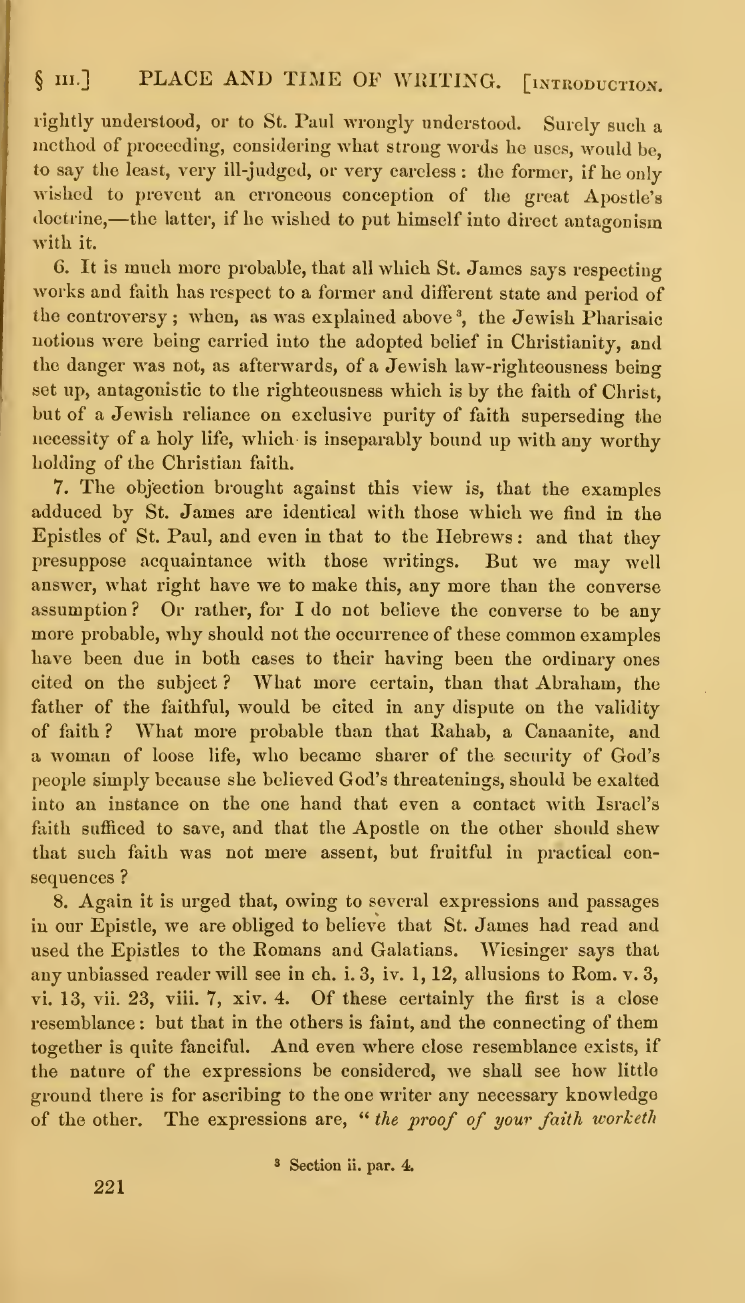 § III.] PLACE AND TIME OF WRITING. [INTRODUCTION.
rightly understood, or to St. Paul wrongly understood. Surely such a
method of proceeding, considering what strong words he uses, would be,
to say the least, very ill-judged, or very careless : the former, if he only
wished to prevent an erroneous conception of the great Apostle's
doctrine,—the latter, if he wished to put himself into direct antagonism
with it.
6. It is much more probable, that all which St. James says respecting
works and faith has respect to a former and different state and period of
the controversy ; when, as was explained above ³, the Jewish Pharisaic
notions were being carried into the adopted belief in Christianity, and
the danger was not, as afterwards, of a Jewish law-righteousness being
set up, antagonistic to the righteousness which is by the faith of Christ,
but of a Jewish reliance on exclusive purity of faith superseding the
necessity of a holy life, which is inseparably bound up with any worthy
holding of the Christian faith.
7. The objection brought against this view is, that the examples
adduced by St. James are identical with those which we find in the
Epistles of St. Paul, and even in that to the Hebrews : and that they
presuppose acquaintance with those writings. But we may well
answer, what right have we to make this, any more than the converse
assumption ? Or rather, for I do not believe the converse to be any
more probable, why should not the occurrence of these common examples
have been due in both cases to their having been the ordinary ones
cited on the subject ? What more certain, than that Abraham, the
father of the faithful, would be cited in any dispute on the validity
of faith ? What more probable than that Rahab, a Canaanite, and
a woman of loose life, who became sharer of the security of God's
people simply because she believed God's threatenings, should be exalted
into an instance on the one hand that even a contact with Israel's
faith sufficed to save, and that the Apostle on the other should shew
that such faith was not mere assent, but fruitful in practical con-
sequences ?
8. Again it is urged that, owing to several expressions and passages
in our Epistle, we are obliged to believe that St. James had read and
used the Epistles to the Romans and Galatians. Wiesinger says that
any unbiassed reader will see in ch. i. 3, iv. 1, 12, allusions to Rom. v. 3,
vi. 13, vii. 23, viii. 7, xiv. 4. Of these certainly the first is a close
resemblance : but that in the others is faint, and the connecting of them
together is quite fanciful. And even where close resemblance exists, if
the nature of the expressions be considered, we shall see how little
ground there is for ascribing to the one writer any necessary knowledge
of the other. The expressions are, " the proof of your faith worketh
³ Section ii. par. 4.
221